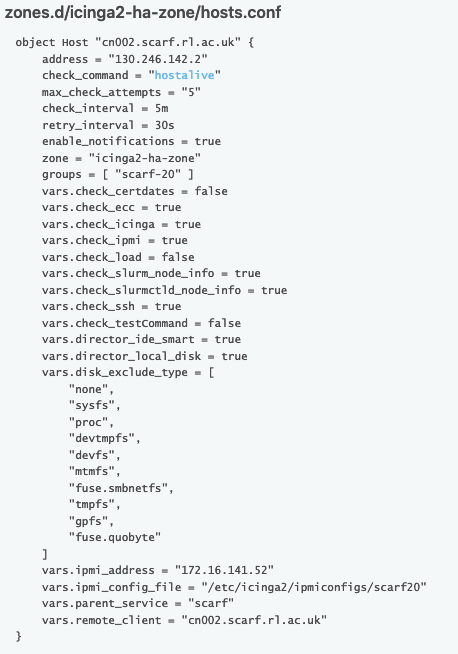 zones.d/icinga2-ha-zone/hosts.conf
object Host "cn002.scarf.rl.ac.uk" {
    address = "130.246.142.2"
    check_command = "hostalive"
    max_check_attempts = "5"
    check_interval = 5m
    retry_interval = 30s
    enable_notifications = true
    zone = "icinga2-ha-zone"
    groups = [ "scarf-20" ]
    vars.check_certdates = false
    vars.check_ecc = true
    vars.check_icinga = true
    vars.check_ipmi = true
    vars.check_load = false
    vars.check_slurm_node_info = true
    vars.check_slurmctld_node_info = true
    vars.check_ssh = true
    vars.check_testCommand = false
    vars.director_ide_smart = true
    vars.director_local_disk = true
    vars.disk_exclude_type = [
        "none",
        "sysfs",
        "proc",
        "devtmpfs",
        "devfs",
        "mtmfs",
        "fuse.smbnetfs",
        "tmpfs",
        "gpfs",
        "fuse.quobyte"
    ]
    vars.ipmi_address = "172.16.141.52"
    vars.ipmi_config_file = "/etc/icinga2/ipmiconfigs/scarf20"
    vars.parent_service = "scarf"
    vars.remote_client = "cn002.scarf.rl.ac.uk"
}